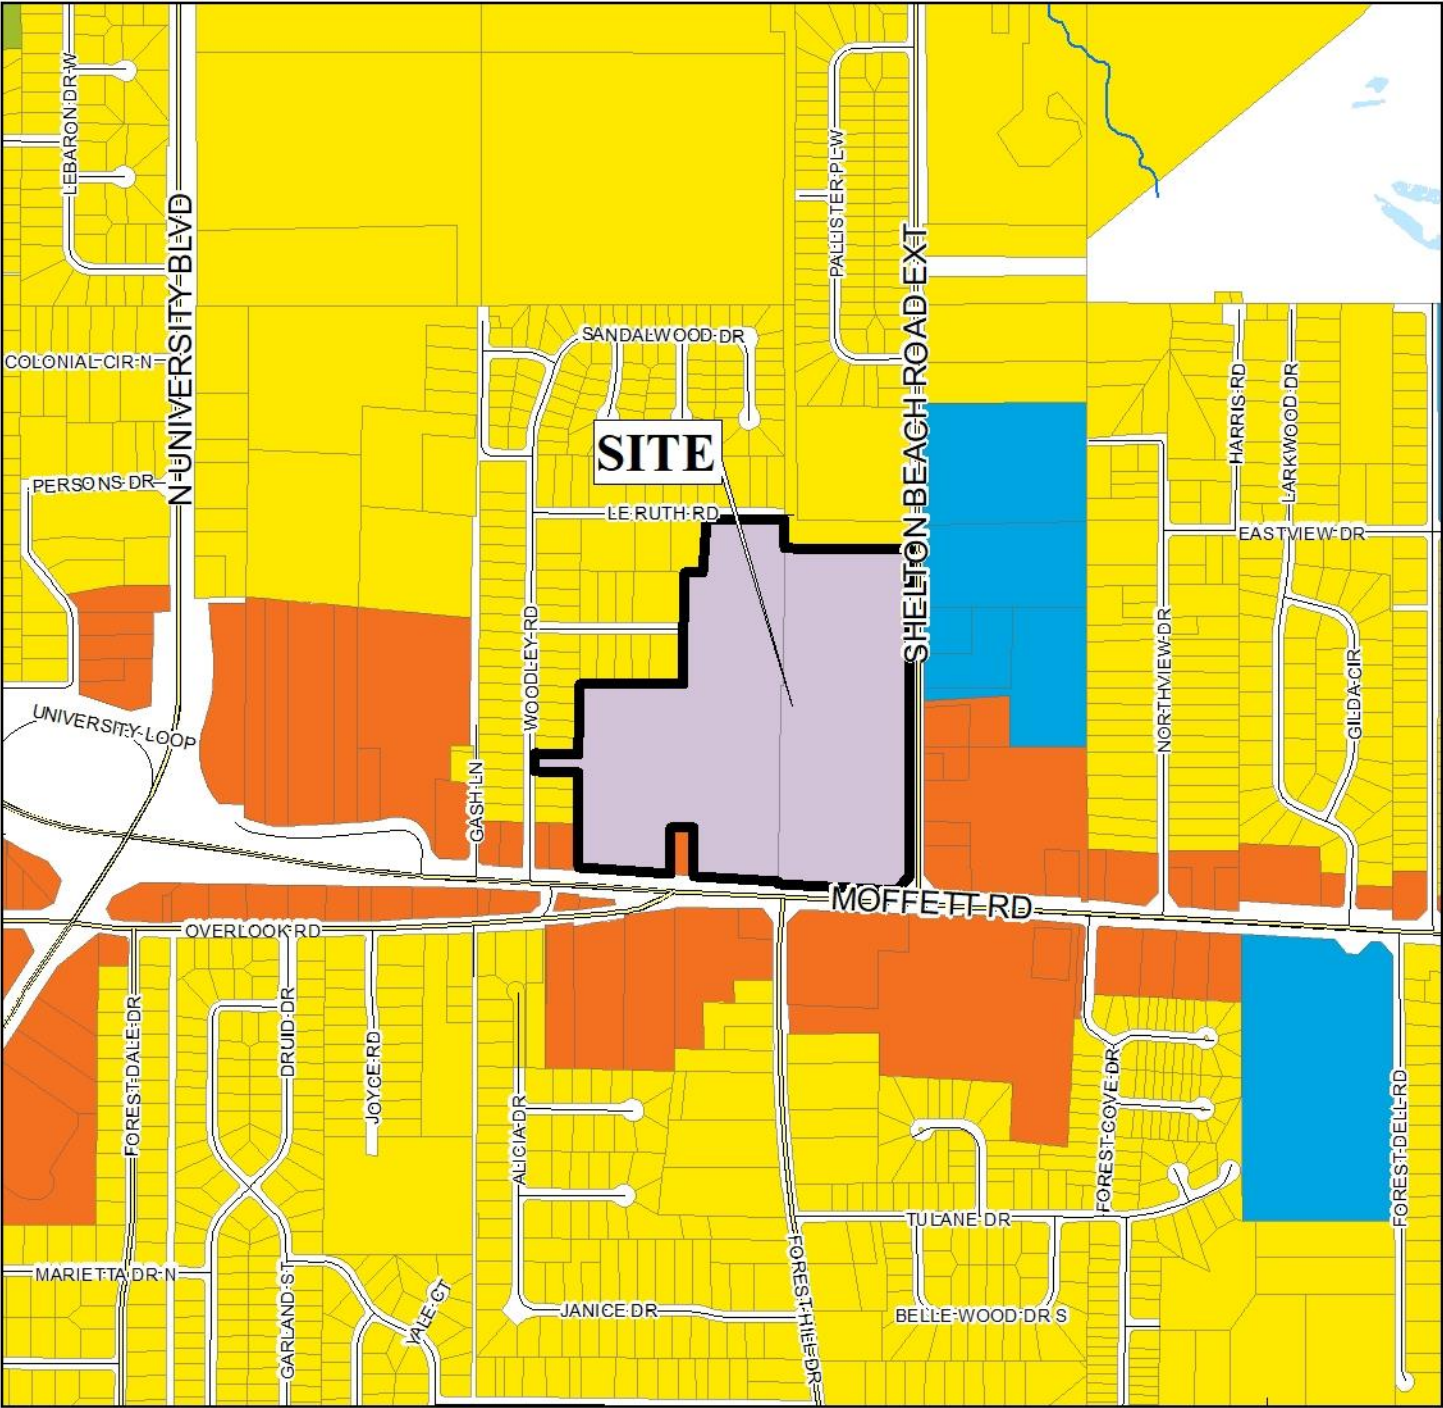 LEBARON DR W
N UNIVERSITY BLVD
PALLISTER PL W
SHELTON BEACH ROAD EXT
SANDALWOOD DR
COLONIAL CIR N
HARRIS RD
LARKWOOD DR
SITE
PERSONS DR
LE RUTH RD
EASTVIEW DR
WOODLEY RD
NORTHVIEW DR
GILDA CIR
UNIVERSITY LOOP
GASH LN
MOFFETT RD
OVERLOOK RD
FOREST DALE DR
DRUID DR
JOYCE RD
ALICIA DR
FOREST COVE DR
FOREST DELL RD
TULANE DR
MARIETTA DR N
GARLAND ST
YALE CT
JANICE DR
FOREST HILL DR
BELLE WOOD DR S